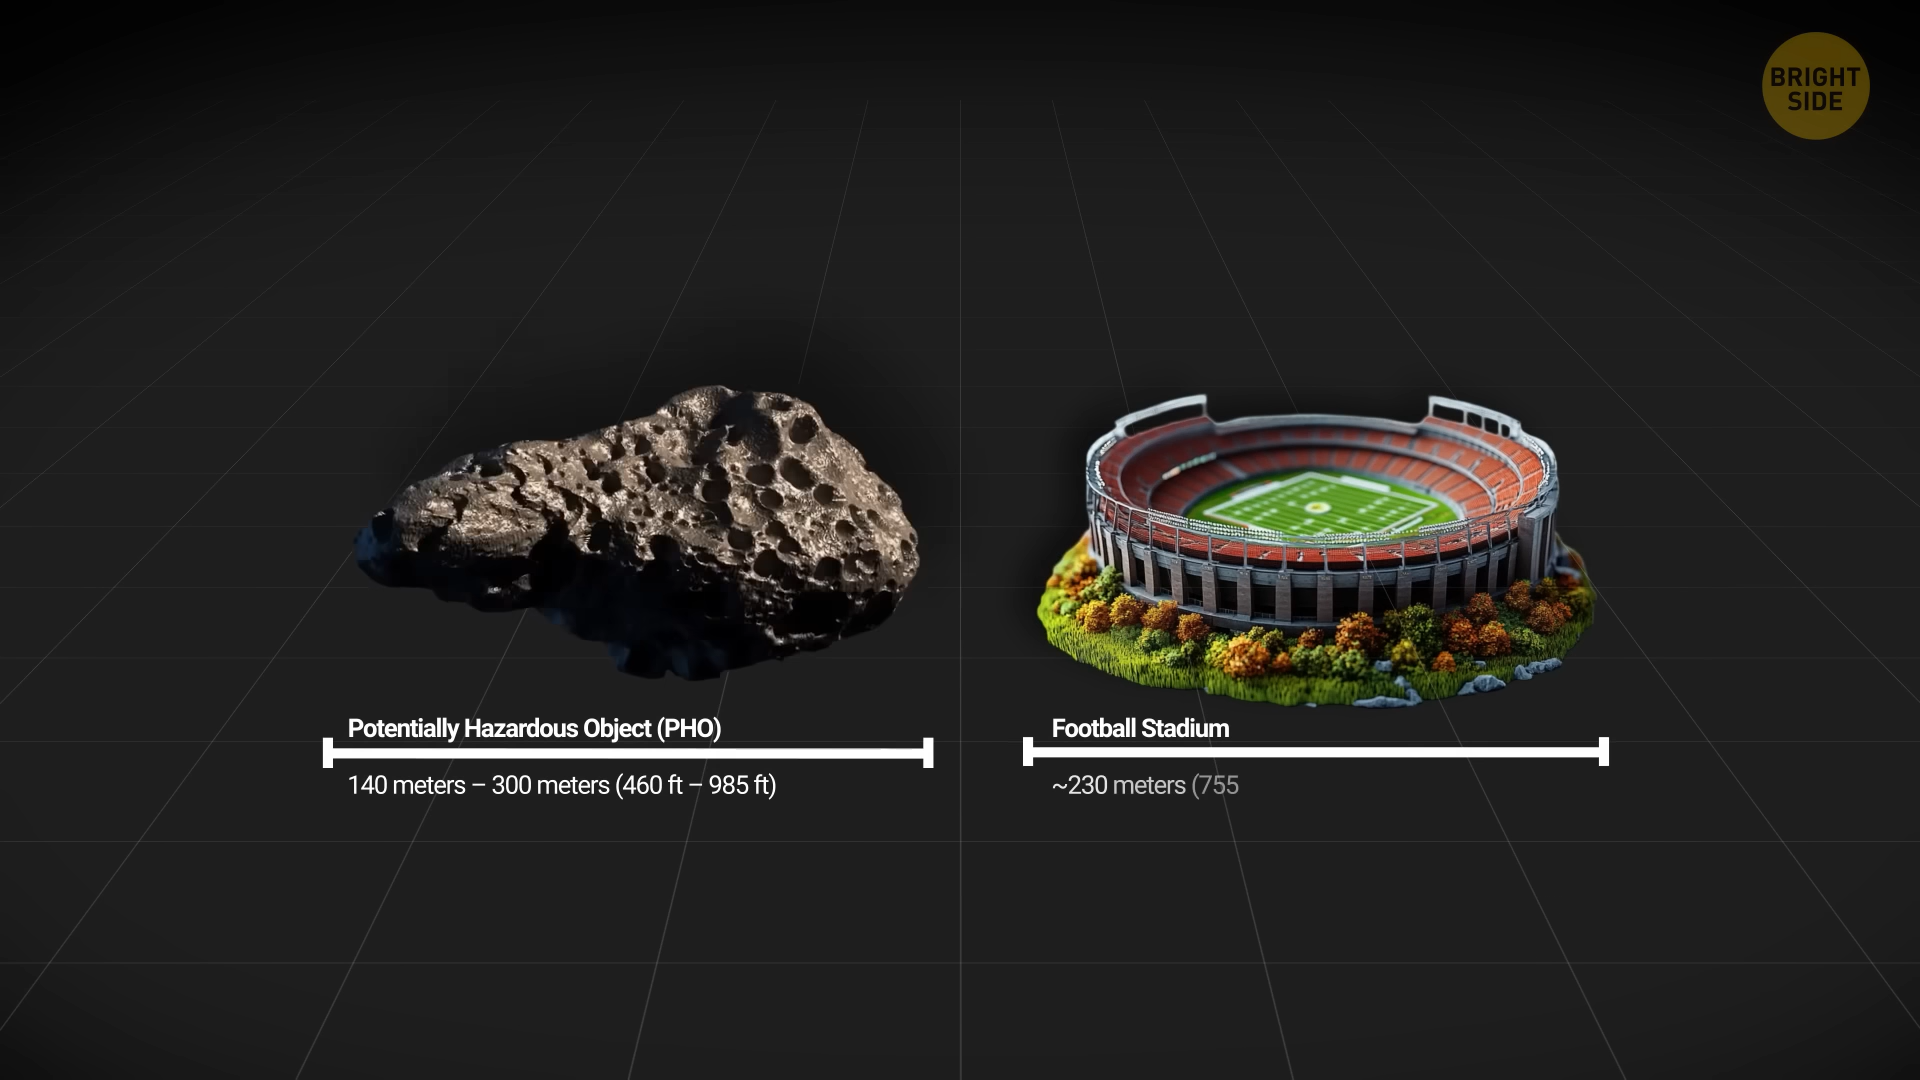 BRIGHT
SIDE
Potentially Hazardous Object (PHO)
140 meters – 300 meters (460 ft – 985 ft)
Football Stadium
~230 meters (755